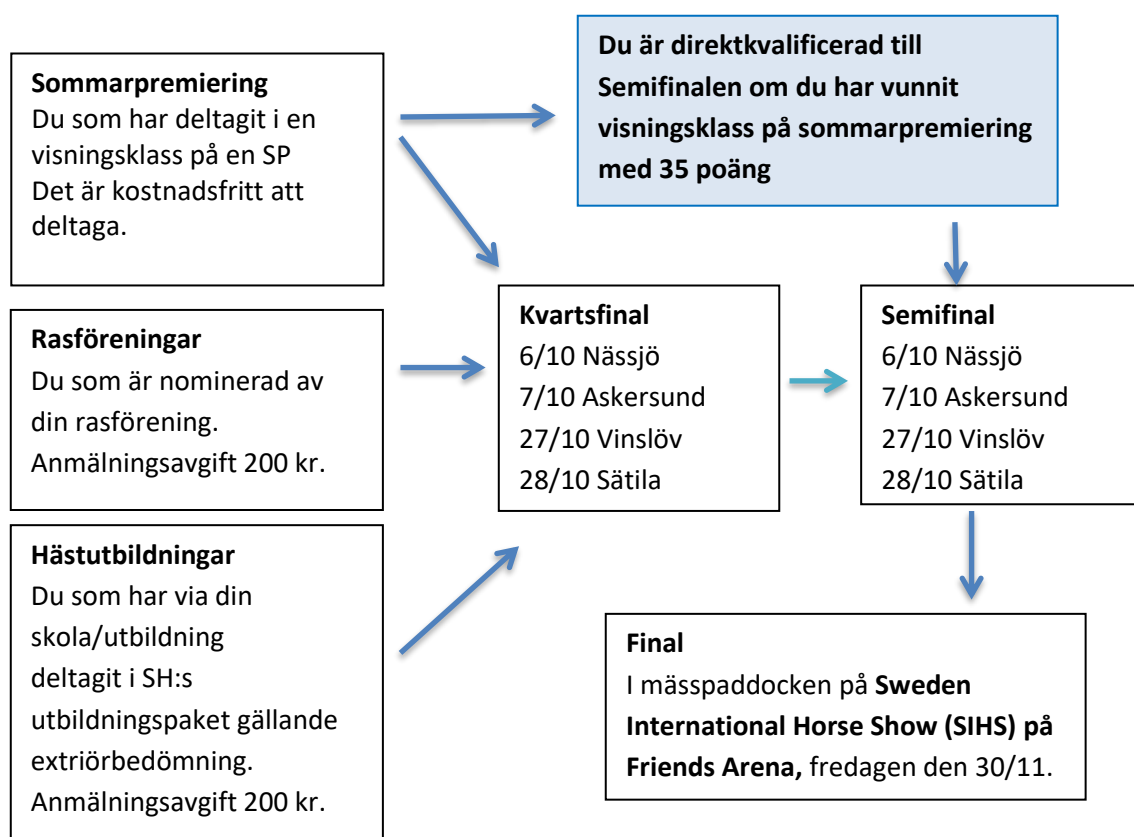 Sommarpremiering
Du som har deltagit i en
visningsklass på en SP
Det är kostnadsfritt att
deltaga.
Du är direktkvalificerad till
Semifinalen om du har vunnit
visningsklass på sommarpremiering
med 35 poäng
Rasföreningar
Du som är nominerad av
din rasförening.
Anmälningsavgift 200 kr.
Kvartsfinal
6/10 Nässjö
7/10 Askersund
27/10 Vinslöv
28/10 Sätila
Semifinal
6/10 Nässjö
7/10 Askersund
27/10 Vinslöv
28/10 Sätila
Hästutbildningar
Du som har via din
skola/utbildning
deltagit i SH:s
utbildningspaket gällande
extriörbedömning.
Anmälningsavgift 200 kr.
Final
I mässpaddocken på Sweden
International Horse Show (SIHS) på
Friends Arena, fredagen den 30/11.